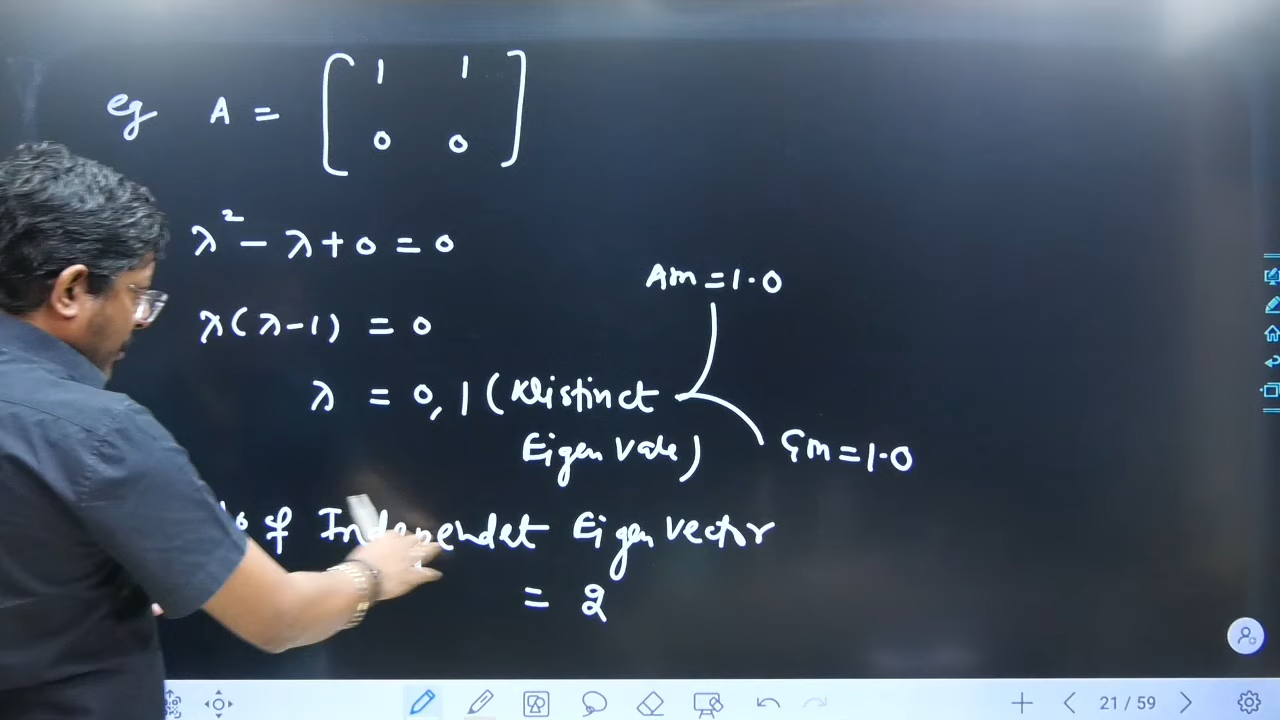 eg A = [ 1 1
0 0 ]
λ² - λ + 0 = 0
λ(λ-1) = 0
Am = 1.0
λ = 0, 1 (Distinct
Eigen Vale)
Gm = 1.0
of Independet Eigen vector
= 2
21 / 59